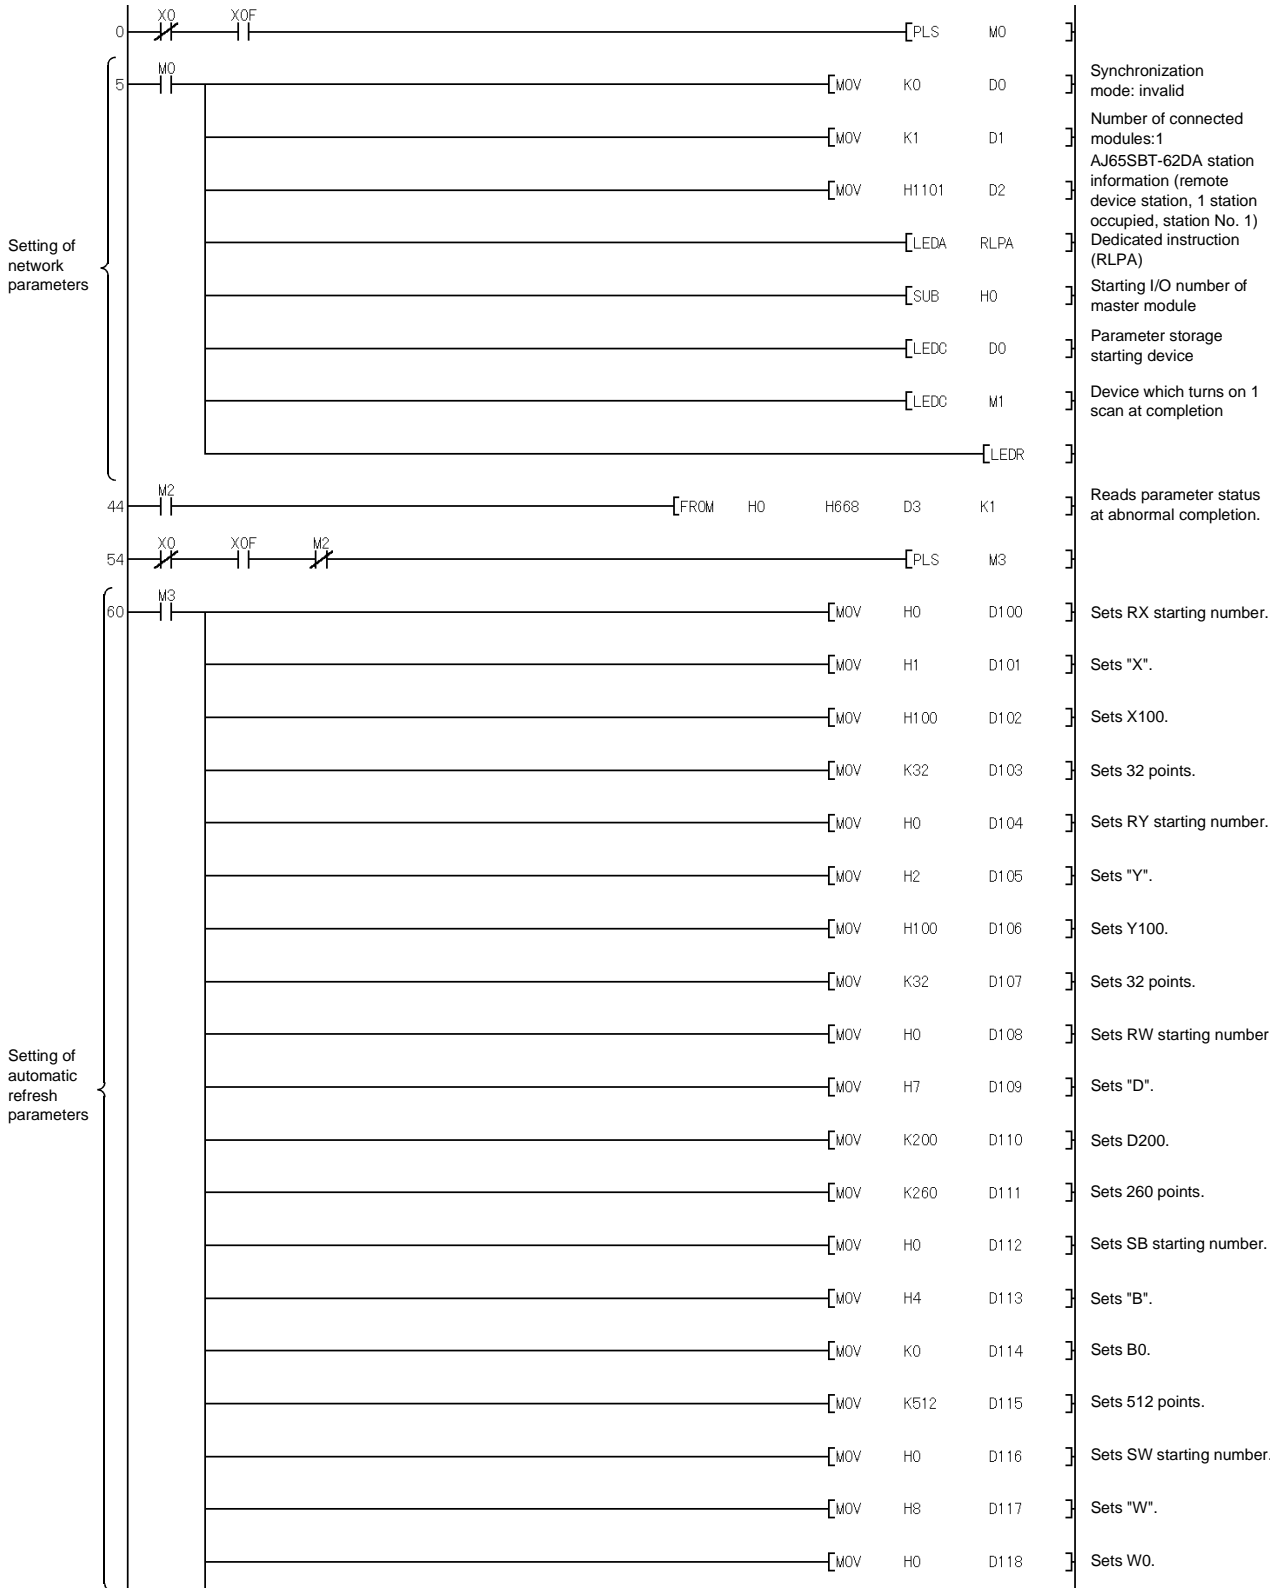 X0 X0F
0 PLS M0
M0
5 MOV K0 D0
Synchronization
mode: invalid
MOV K1 D1
Number of connected
modules:1
MOV H1101 D2
AJ65SBT-62DA station
information (remote
device station, 1 station
occupied, station No. 1)
Setting of
network
parameters
LEDA RLPA
Dedicated instruction
(RLPA)
SUB H0
Starting I/O number of
master module
LEDC D0
Parameter storage
starting device
LEDC M1
Device which turns on 1
scan at completion
LEDR
M2
44 FROM H0 H668 D3 K1
Reads parameter status
at abnormal completion.
X0 X0F M2
54 PLS M3
M3
60 MOV H0 D100 Sets RX starting number.
MOV H1 D101 Sets "X".
MOV H100 D102 Sets X100.
MOV K32 D103 Sets 32 points.
MOV H0 D104 Sets RY starting number.
MOV H2 D105 Sets "Y".
MOV H100 D106 Sets Y100.
MOV K32 D107 Sets 32 points.
MOV H0 D108 Sets RW starting number
Setting of
automatic
refresh
parameters
MOV H7 D109 Sets "D".
MOV K200 D110 Sets D200.
MOV K260 D111 Sets 260 points.
MOV H0 D112 Sets SB starting number.
MOV H4 D113 Sets "B".
MOV K0 D114 Sets B0.
MOV K512 D115 Sets 512 points.
MOV H0 D116 Sets SW starting number.
MOV H8 D117 Sets "W".
MOV H0 D118 Sets W0.